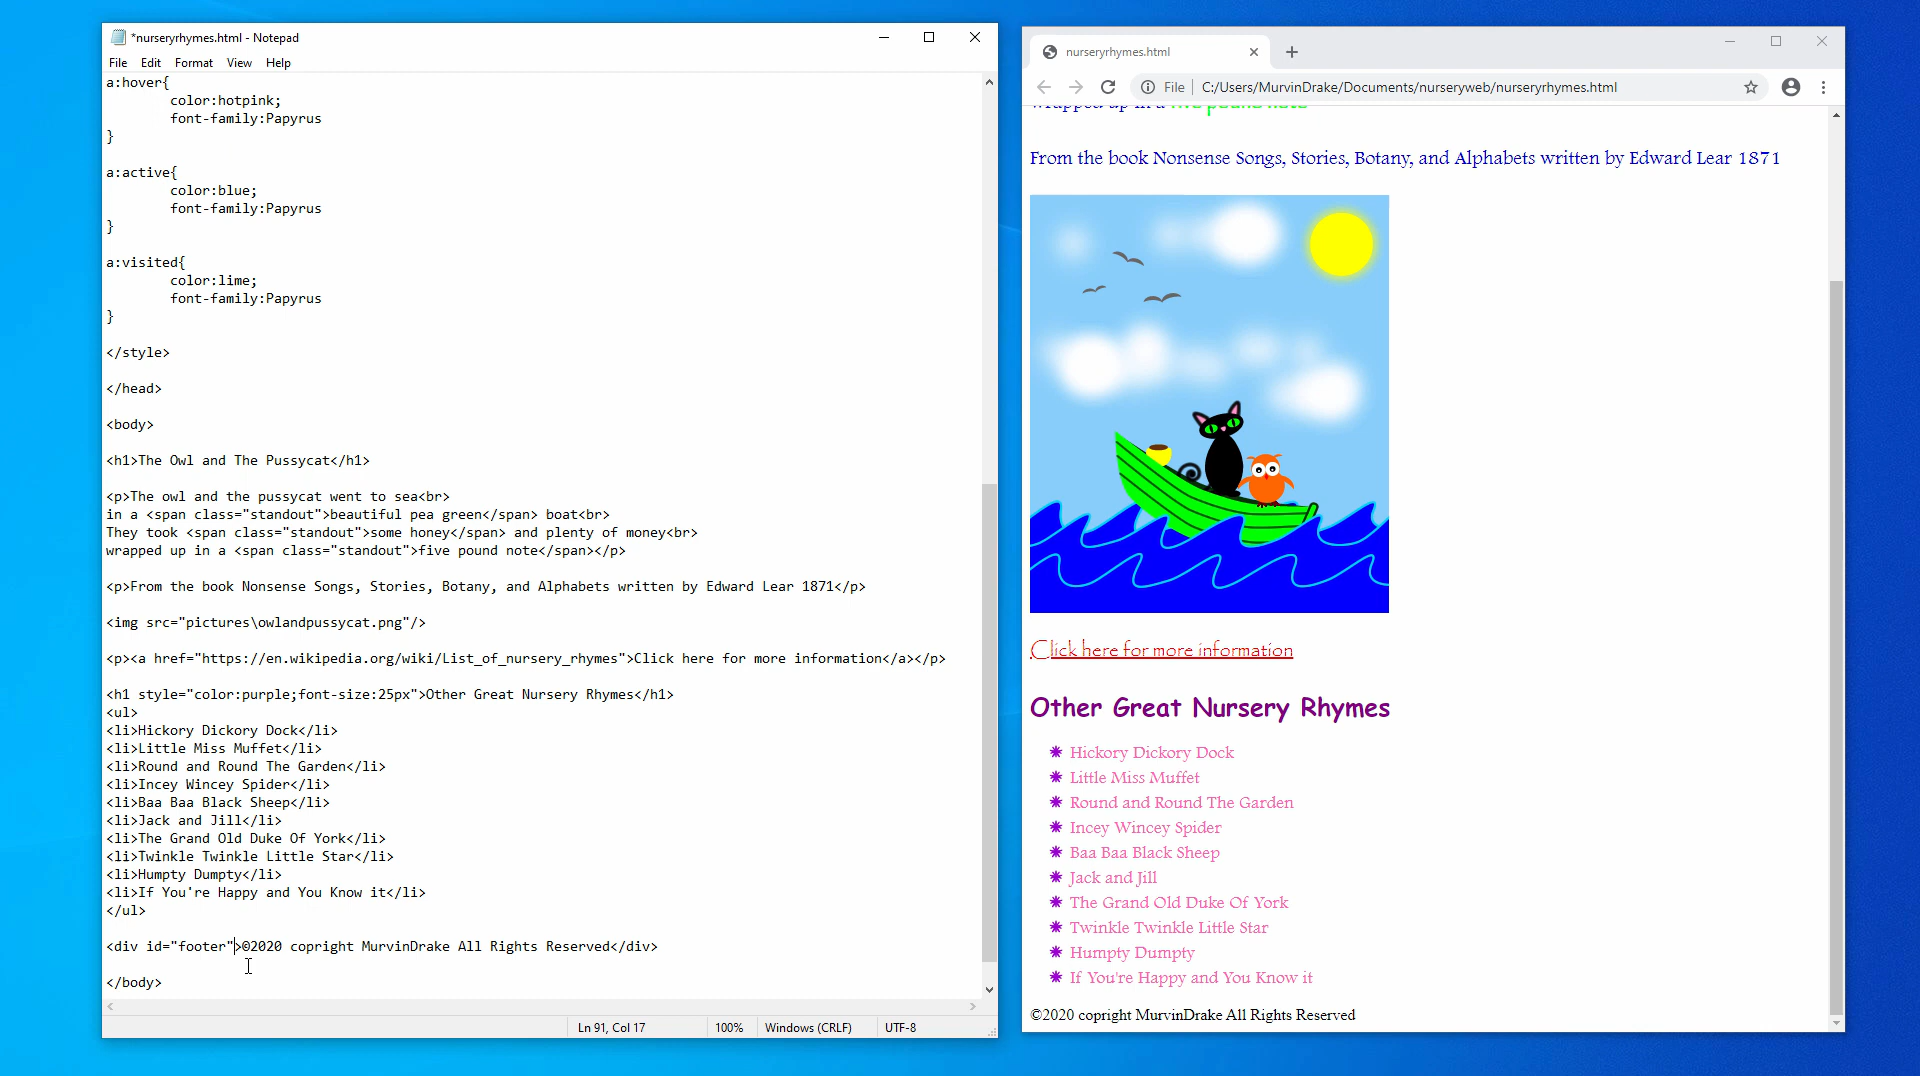 *nurseryrhymes.html - Notepad
File Edit Format View Help
a:hover{
color:hotpink;
font-family:Papyrus
}
a:active{
color:blue;
font-family:Papyrus
}
a:visited{
color:lime;
font-family:Papyrus
}
</style>
</head>
<body>
<h1>The Owl and The Pussycat</h1>
<p>The owl and the pussycat went to sea<br>
in a <span class="standout">beautiful pea green</span> boat<br>
They took <span class="standout">some honey</span> and plenty of money<br>
wrapped up in a <span class="standout">five pound note</span></p>
<p>From the book Nonsense Songs, Stories, Botany, and Alphabets written by Edward Lear 1871</p>
<img src="pictures\owlandpussycat.png"/>
<p><a href="https://en.wikipedia.org/wiki/List_of_nursery_rhymes">Click here for more information</a></p>
<h1 style="color:purple;font-size:25px">Other Great Nursery Rhymes</h1>
<ul>
<li>Hickory Dickory Dock</li>
<li>Little Miss Muffet</li>
<li>Round and Round The Garden</li>
<li>Incey Wincey Spider</li>
<li>Baa Baa Black Sheep</li>
<li>Jack and Jill</li>
<li>The Grand Old Duke Of York</li>
<li>Twinkle Twinkle Little Star</li>
<li>Humpty Dumpty</li>
<li>If You're Happy and You Know it</li>
</ul>
<div id="footer">©2020 copright MurvinDrake All Rights Reserved</div>
</body>
Ln 91, Col 17 100% Windows (CRLF) UTF-8
nurseryrhymes.html
File C:/Users/MurvinDrake/Documents/nurseryweb/nurseryrhymes.html
wrapped up in a five pound note
From the book Nonsense Songs, Stories, Botany, and Alphabets written by Edward Lear 1871
Click here for more information
Other Great Nursery Rhymes
Hickory Dickory Dock
Little Miss Muffet
Round and Round The Garden
Incey Wincey Spider
Baa Baa Black Sheep
Jack and Jill
The Grand Old Duke Of York
Twinkle Twinkle Little Star
Humpty Dumpty
If You're Happy and You Know it
©2020 copright MurvinDrake All Rights Reserved